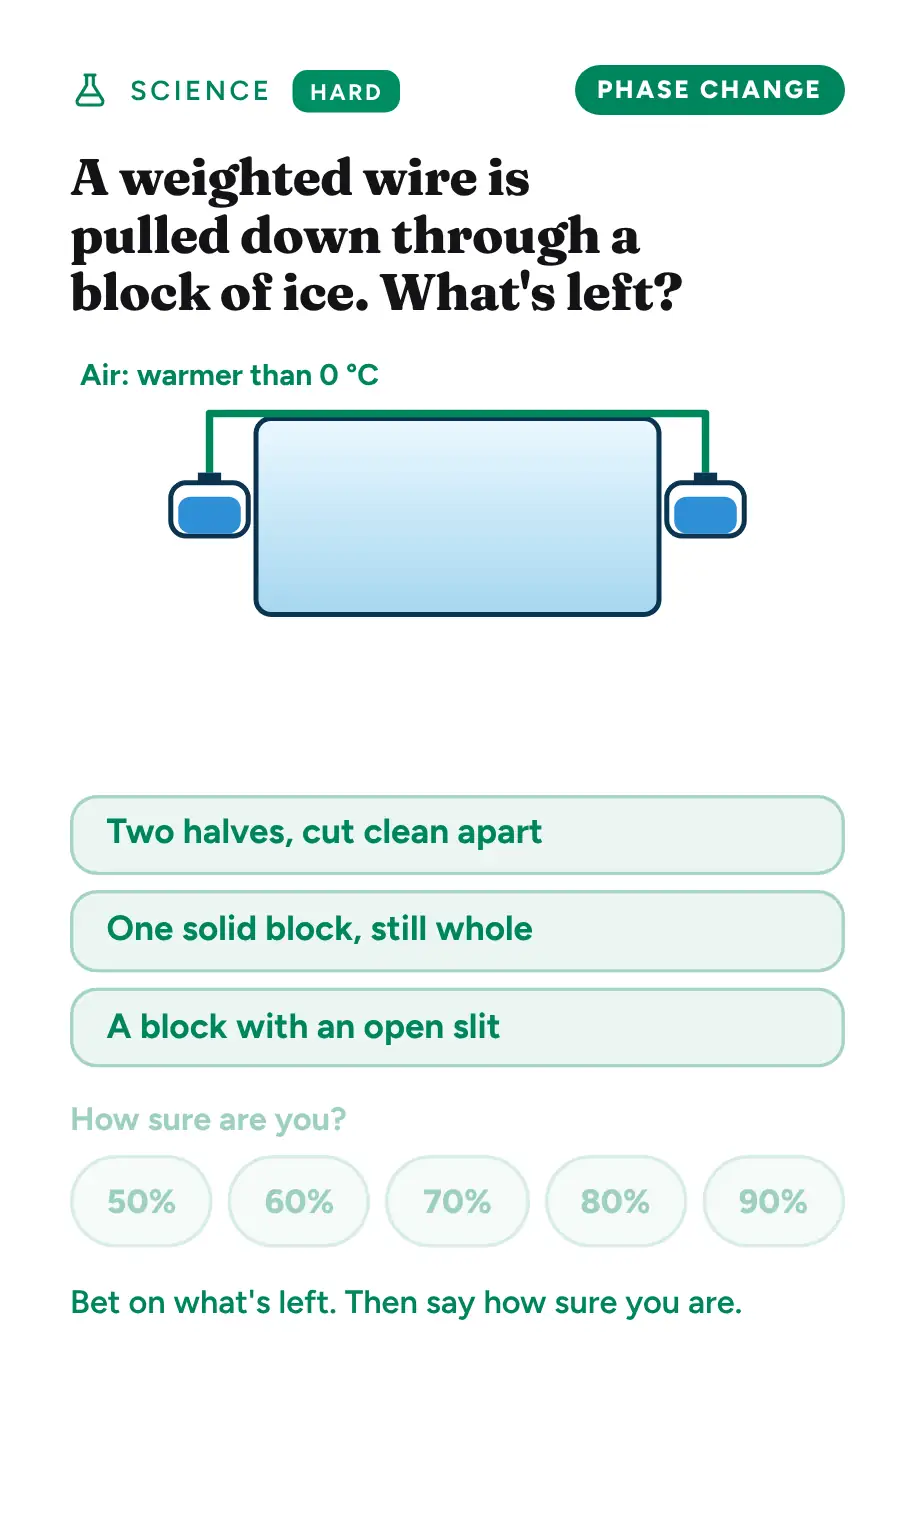 SCIENCE HARD PHASE CHANGE
A weighted wire is
pulled down through a
block of ice. What's left?
Air: warmer than 0 °C
Two halves, cut clean apart
One solid block, still whole
A block with an open slit
How sure are you?
50% 60% 70% 80% 90%
Bet on what's left. Then say how sure you are.